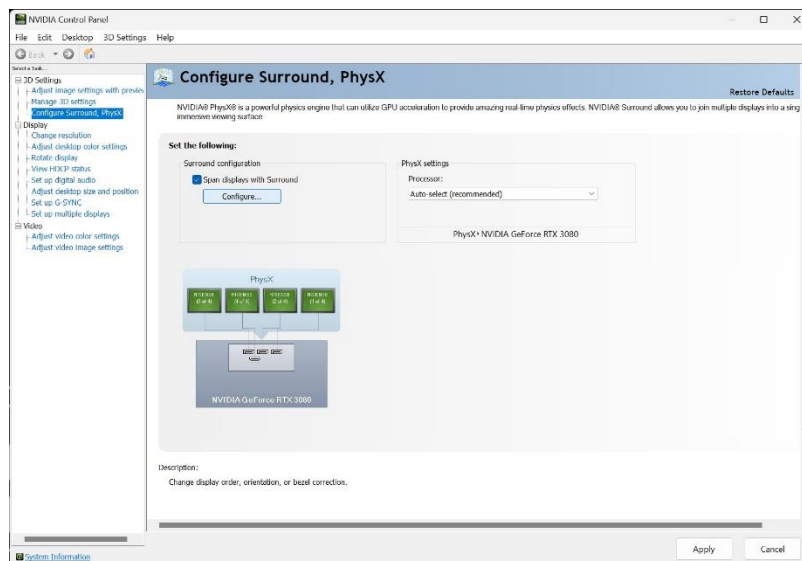 NVIDIA Control Panel
File Edit Desktop 3D Settings Help
Back
Select a Task...
3D Settings
Adjust image settings with preview
Manage 3D settings
Configure Surround, PhysX
Display
Change resolution
Adjust desktop color settings
Rotate display
View HDCP status
Set up digital audio
Adjust desktop size and position
Set up G-SYNC
Set up multiple displays
Video
Adjust video color settings
Adjust video image settings
System Information
Configure Surround, PhysX
Restore Defaults
NVIDIA® PhysX® is a powerful physics engine that can utilize GPU acceleration to provide amazing real-time physics effects. NVIDIA® Surround allows you to join multiple displays into a sing
immersive viewing surface
Set the following:
Surround configuration
Span displays with Surround
Configure...
PhysX settings
Processor:
Auto-select (recommended)
PhysX NVIDIA GeForce RTX 3080
PhysX
NVIDIA GeForce RTX 3080
Description:
Change display order, orientation, or bezel correction.
Apply Cancel